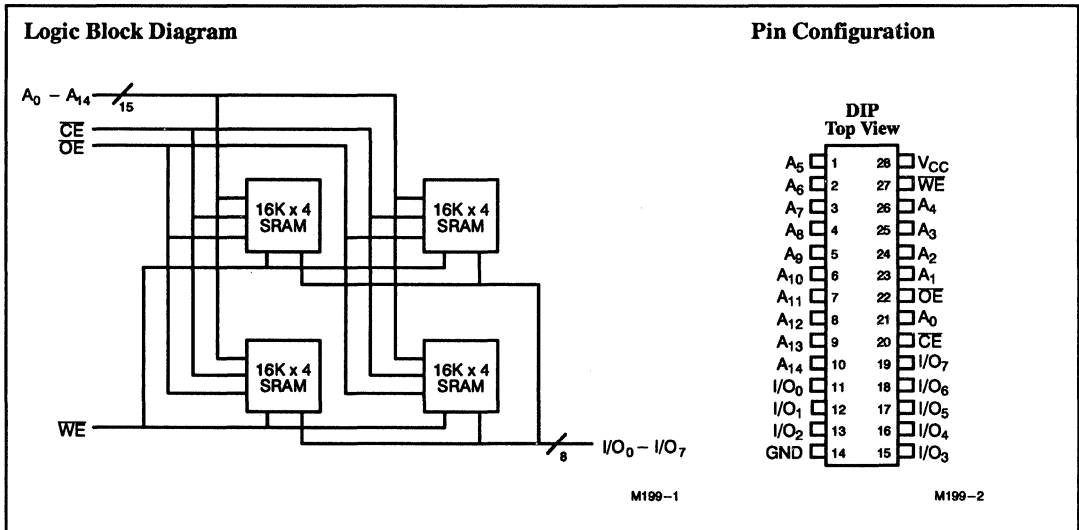 Logic Block Diagram
A0 – A14
15
CE
OE
16K x 4
SRAM
16K x 4
SRAM
16K x 4
SRAM
16K x 4
SRAM
WE
8
I/O0 – I/O7
M199–1
Pin Configuration
DIP
Top View
A5 1 28 VCC
A6 2 27 WE
A7 3 26 A4
A8 4 25 A3
A9 5 24 A2
A10 6 23 A1
A11 7 22 OE
A12 8 21 A0
A13 9 20 CE
A14 10 19 I/O7
I/O0 11 18 I/O6
I/O1 12 17 I/O5
I/O2 13 16 I/O4
GND 14 15 I/O3
M199–2